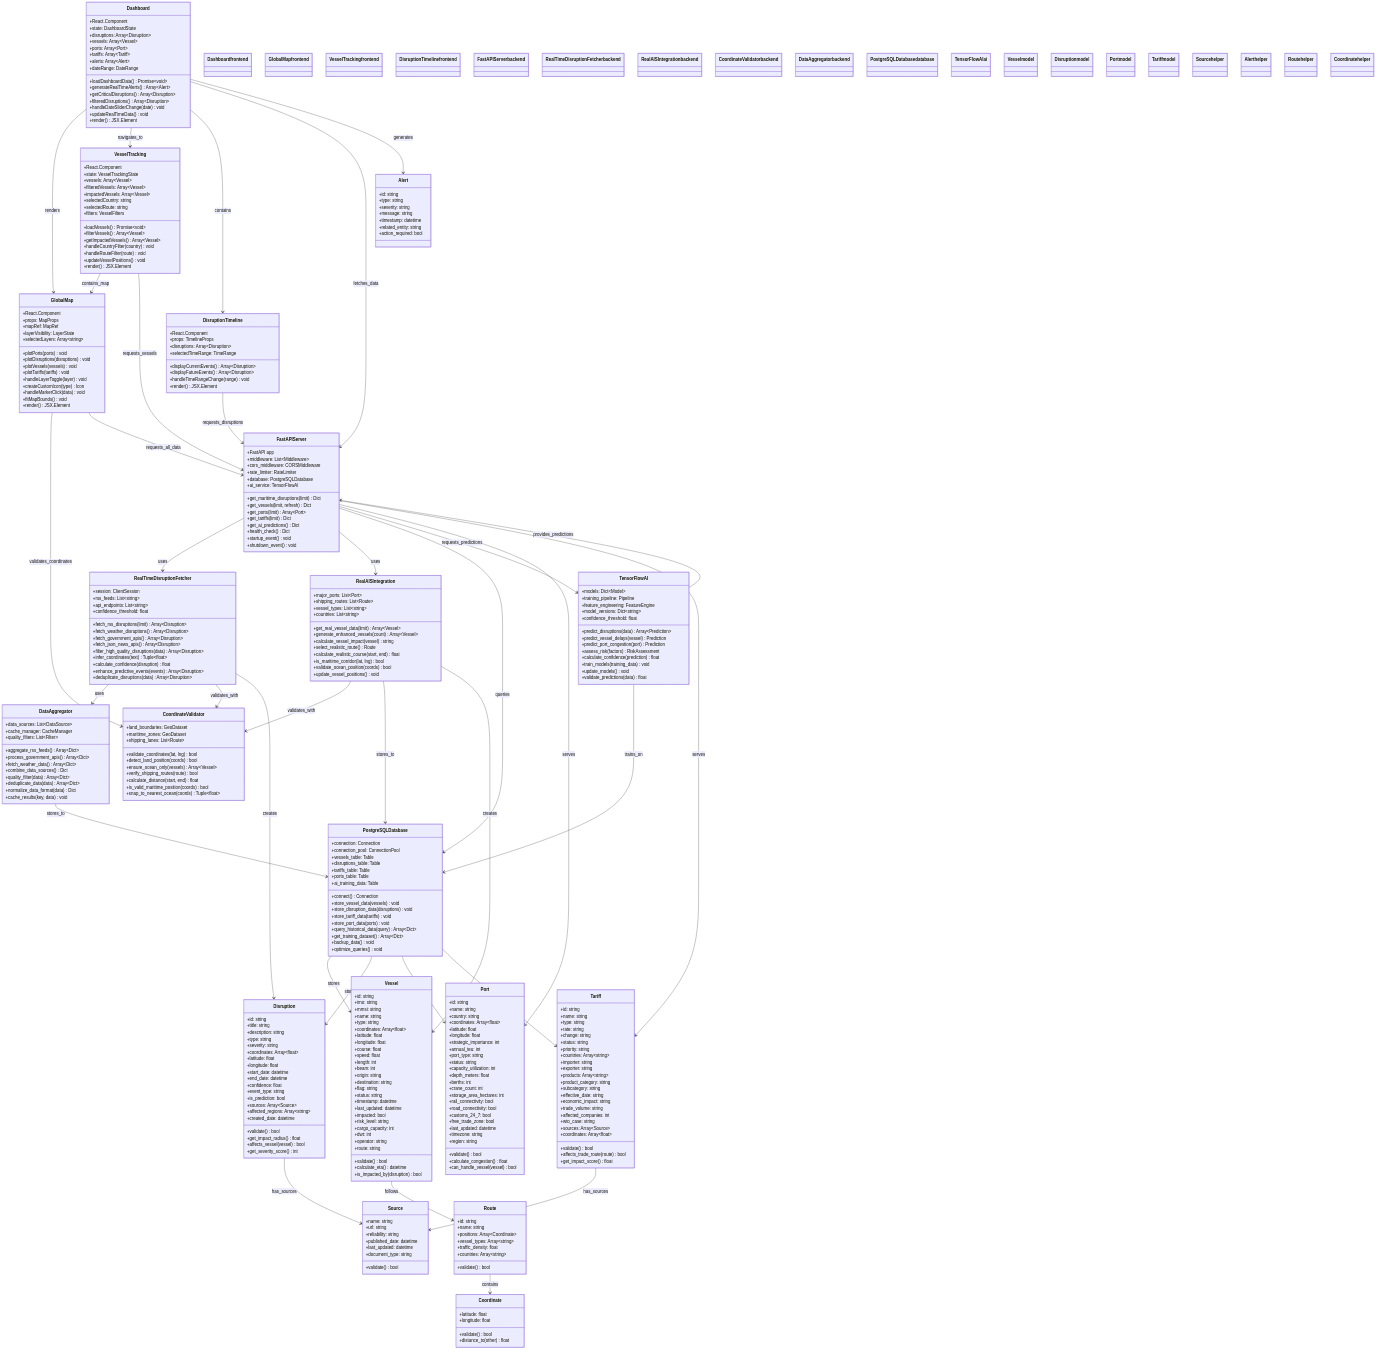 Dashboard
+React.Component
+state: DashboardState
+disruptions: Array<Disruption>
+vessels: Array<Vessel>
+ports: Array<Port>
+tariffs: Array<Tariff>
+alerts: Array<Alert>
+dateRange: DateRange
+loadDashboardData() : Promise<void>
+generateRealTimeAlerts() : Array<Alert>
+getCriticalDisruptions() : Array<Disruption>
+filteredDisruptions() : Array<Disruption>
+handleDateSliderChange(date) : void
+updateRealTimeData() : void
+render() : JSX.Element
Dashboardfrontend
GlobalMapfrontend
VesselTrackingfrontend
DisruptionTimelinefrontend
FastAPIServerbackend
RealTimeDisruptionFetcherbackend
RealAISIntegrationbackend
CoordinateValidatorbackend
DataAggregatorbackend
PostgreSQLDatabasedatabase
TensorFlowAIai
Vesselmodel
Disruptionmodel
Portmodel
Tariffmodel
Sourcehelper
Alerthelper
Routehelper
Coordinatehelper
navigates_to
generates
renders
contains
fetches_data
VesselTracking
+React.Component
+state: VesselTrackingState
+vessels: Array<Vessel>
+filteredVessels: Array<Vessel>
+impactedVessels: Array<Vessel>
+selectedCountry: string
+selectedRoute: string
+filters: VesselFilters
+loadVessels() : Promise<void>
+filterVessels() : Array<Vessel>
+getImpactedVessels() : Array<Vessel>
+handleCountryFilter(country) : void
+handleRouteFilter(route) : void
+updateVesselPositions() : void
+render() : JSX.Element
Alert
+id: string
+type: string
+severity: string
+message: string
+timestamp: datetime
+related_entity: string
+action_required: bool
contains_map
requests_vessels
GlobalMap
+React.Component
+props: MapProps
+mapRef: MapRef
+layerVisibility: LayerState
+selectedLayers: Array<string>
+plotPorts(ports) : void
+plotDisruptions(disruptions) : void
+plotVessels(vessels) : void
+plotTariffs(tariffs) : void
+handleLayerToggle(layer) : void
+createCustomIcon(type) : Icon
+handleMarkerClick(data) : void
+fitMapBounds() : void
+render() : JSX.Element
DisruptionTimeline
+React.Component
+props: TimelineProps
+disruptions: Array<Disruption>
+selectedTimeRange: TimeRange
+displayCurrentEvents() : Array<Disruption>
+displayFutureEvents() : Array<Disruption>
+handleTimeRangeChange(range) : void
+render() : JSX.Element
requests_disruptions
requests_all_data
validates_coordinates
FastAPIServer
+FastAPI app
+middleware: List<Middleware>
+cors_middleware: CORSMiddleware
+rate_limiter: RateLimiter
+database: PostgreSQLDatabase
+ai_service: TensorFlowAI
+get_maritime_disruptions(limit) : Dict
+get_vessels(limit, refresh) : Dict
+get_ports(limit) : Array<Port>
+get_tariffs(limit) : Dict
+get_ai_predictions() : Dict
+health_check() : Dict
+startup_event() : void
+shutdown_event() : void
uses
uses
requests_predictions
provides_predictions
queries
serves
serves
RealTimeDisruptionFetcher
+session: ClientSession
+rss_feeds: List<string>
+api_endpoints: List<string>
+confidence_threshold: float
+fetch_rss_disruptions(limit) : Array<Disruption>
+fetch_weather_disruptions() : Array<Disruption>
+fetch_government_apis() : Array<Disruption>
+fetch_port_news_apis() : Array<Disruption>
+filter_high_quality_disruptions(data) : Array<Disruption>
+infer_coordinates(text) : Tuple<float>
+calculate_confidence(disruption) : float
+enhance_predictive_events(events) : Array<Disruption>
+deduplicate_disruptions(data) : Array<Disruption>
RealAISIntegration
+major_ports: List<Port>
+shipping_routes: List<Route>
+vessel_types: List<string>
+countries: List<string>
+get_real_vessel_data(limit) : Array<Vessel>
+generate_enhanced_vessels(count) : Array<Vessel>
+calculate_vessel_impact(vessel) : string
+select_realistic_route() : Route
+calculate_realistic_course(start, end) : float
+is_maritime_corridor(lat, lng) : bool
+validate_ocean_position(coords) : bool
+update_vessel_positions() : void
TensorFlowAI
+models: Dict<Model>
+training_pipeline: Pipeline
+feature_engineering: FeatureEngine
+model_versions: Dict<string>
+confidence_threshold: float
+predict_disruptions(data) : Array<Prediction>
+predict_vessel_delays(vessel) : Prediction
+predict_port_congestion(port) : Prediction
+assess_risk(factors) : RiskAssessment
+calculate_confidence(prediction) : float
+train_models(training_data) : void
+update_models() : void
+validate_predictions(data) : float
uses
validates_with
validates_with
creates
stores_to
creates
trains_on
DataAggregator
+data_sources: List<DataSource>
+cache_manager: CacheManager
+quality_filters: List<Filter>
+aggregate_rss_feeds() : Array<Dict>
+process_government_apis() : Array<Dict>
+fetch_weather_data() : Array<Dict>
+combine_data_sources() : Dict
+quality_filter(data) : Array<Dict>
+deduplicate_data(data) : Array<Dict>
+normalize_data_format(data) : Dict
+cache_results(key, data) : void
CoordinateValidator
+land_boundaries: GeoDataset
+maritime_zones: GeoDataset
+shipping_lanes: List<Route>
+validate_coordinates(lat, lng) : bool
+detect_land_position(coords) : bool
+ensure_ocean_only(vessels) : Array<Vessel>
+verify_shipping_routes(route) : bool
+calculate_distance(start, end) : float
+is_valid_maritime_position(coords) : bool
+snap_to_nearest_ocean(coords) : Tuple<float>
stores_to
PostgreSQLDatabase
+connection: Connection
+connection_pool: ConnectionPool
+vessels_table: Table
+disruptions_table: Table
+tariffs_table: Table
+ports_table: Table
+ai_training_data: Table
+connect() : Connection
+store_vessel_data(vessels) : void
+store_disruption_data(disruptions) : void
+store_tariff_data(tariffs) : void
+store_port_data(ports) : void
+query_historical_data(query) : Array<Dict>
+get_training_dataset() : Array<Dict>
+backup_data() : void
+optimize_queries() : void
stores
Disruption
+id: string
+title: string
+description: string
+type: string
+severity: string
+coordinates: Array<float>
+latitude: float
+longitude: float
+start_date: datetime
+end_date: datetime
+confidence: float
+event_type: string
+is_prediction: bool
+sources: Array<Source>
+affected_regions: Array<string>
+created_date: datetime
+validate() : bool
+get_impact_radius() : float
+affects_vessel(vessel) : bool
+get_severity_score() : int
Vessel
+id: string
+imo: string
+mmsi: string
+name: string
+type: string
+coordinates: Array<float>
+latitude: float
+longitude: float
+course: float
+speed: float
+length: int
+beam: int
+origin: string
+destination: string
+flag: string
+status: string
+timestamp: datetime
+last_updated: datetime
+impacted: bool
+risk_level: string
+cargo_capacity: int
+dwt: int
+operator: string
+route: string
+validate() : bool
+calculate_eta() : datetime
+is_impacted_by(disruption) : bool
Port
+id: string
+name: string
+country: string
+coordinates: Array<float>
+latitude: float
+longitude: float
+strategic_importance: int
+annual_teu: int
+port_type: string
+status: string
+capacity_utilization: int
+depth_meters: float
+berths: int
+crane_count: int
+storage_area_hectares: int
+rail_connectivity: bool
+road_connectivity: bool
+customs_24_7: bool
+free_trade_zone: bool
+last_updated: datetime
+timezone: string
+region: string
+validate() : bool
+calculate_congestion() : float
+can_handle_vessel(vessel) : bool
Tariff
+id: string
+name: string
+type: string
+rate: string
+change: string
+status: string
+priority: string
+countries: Array<string>
+importer: string
+exporter: string
+products: Array<string>
+product_category: string
+subcategory: string
+effective_date: string
+economic_impact: string
+trade_volume: string
+affected_companies: int
+wto_case: string
+sources: Array<Source>
+coordinates: Array<float>
+validate() : bool
+affects_trade_route(route) : bool
+get_impact_score() : float
has_sources
follows
has_sources
Source
+name: string
+url: string
+reliability: string
+published_date: datetime
+last_updated: datetime
+document_type: string
+validate() : bool
Route
+id: string
+name: string
+positions: Array<Coordinate>
+vessel_types: Array<string>
+traffic_density: float
+countries: Array<string>
+validate() : bool
contains
Coordinate
+latitude: float
+longitude: float
+validate() : bool
+distance_to(other) : float